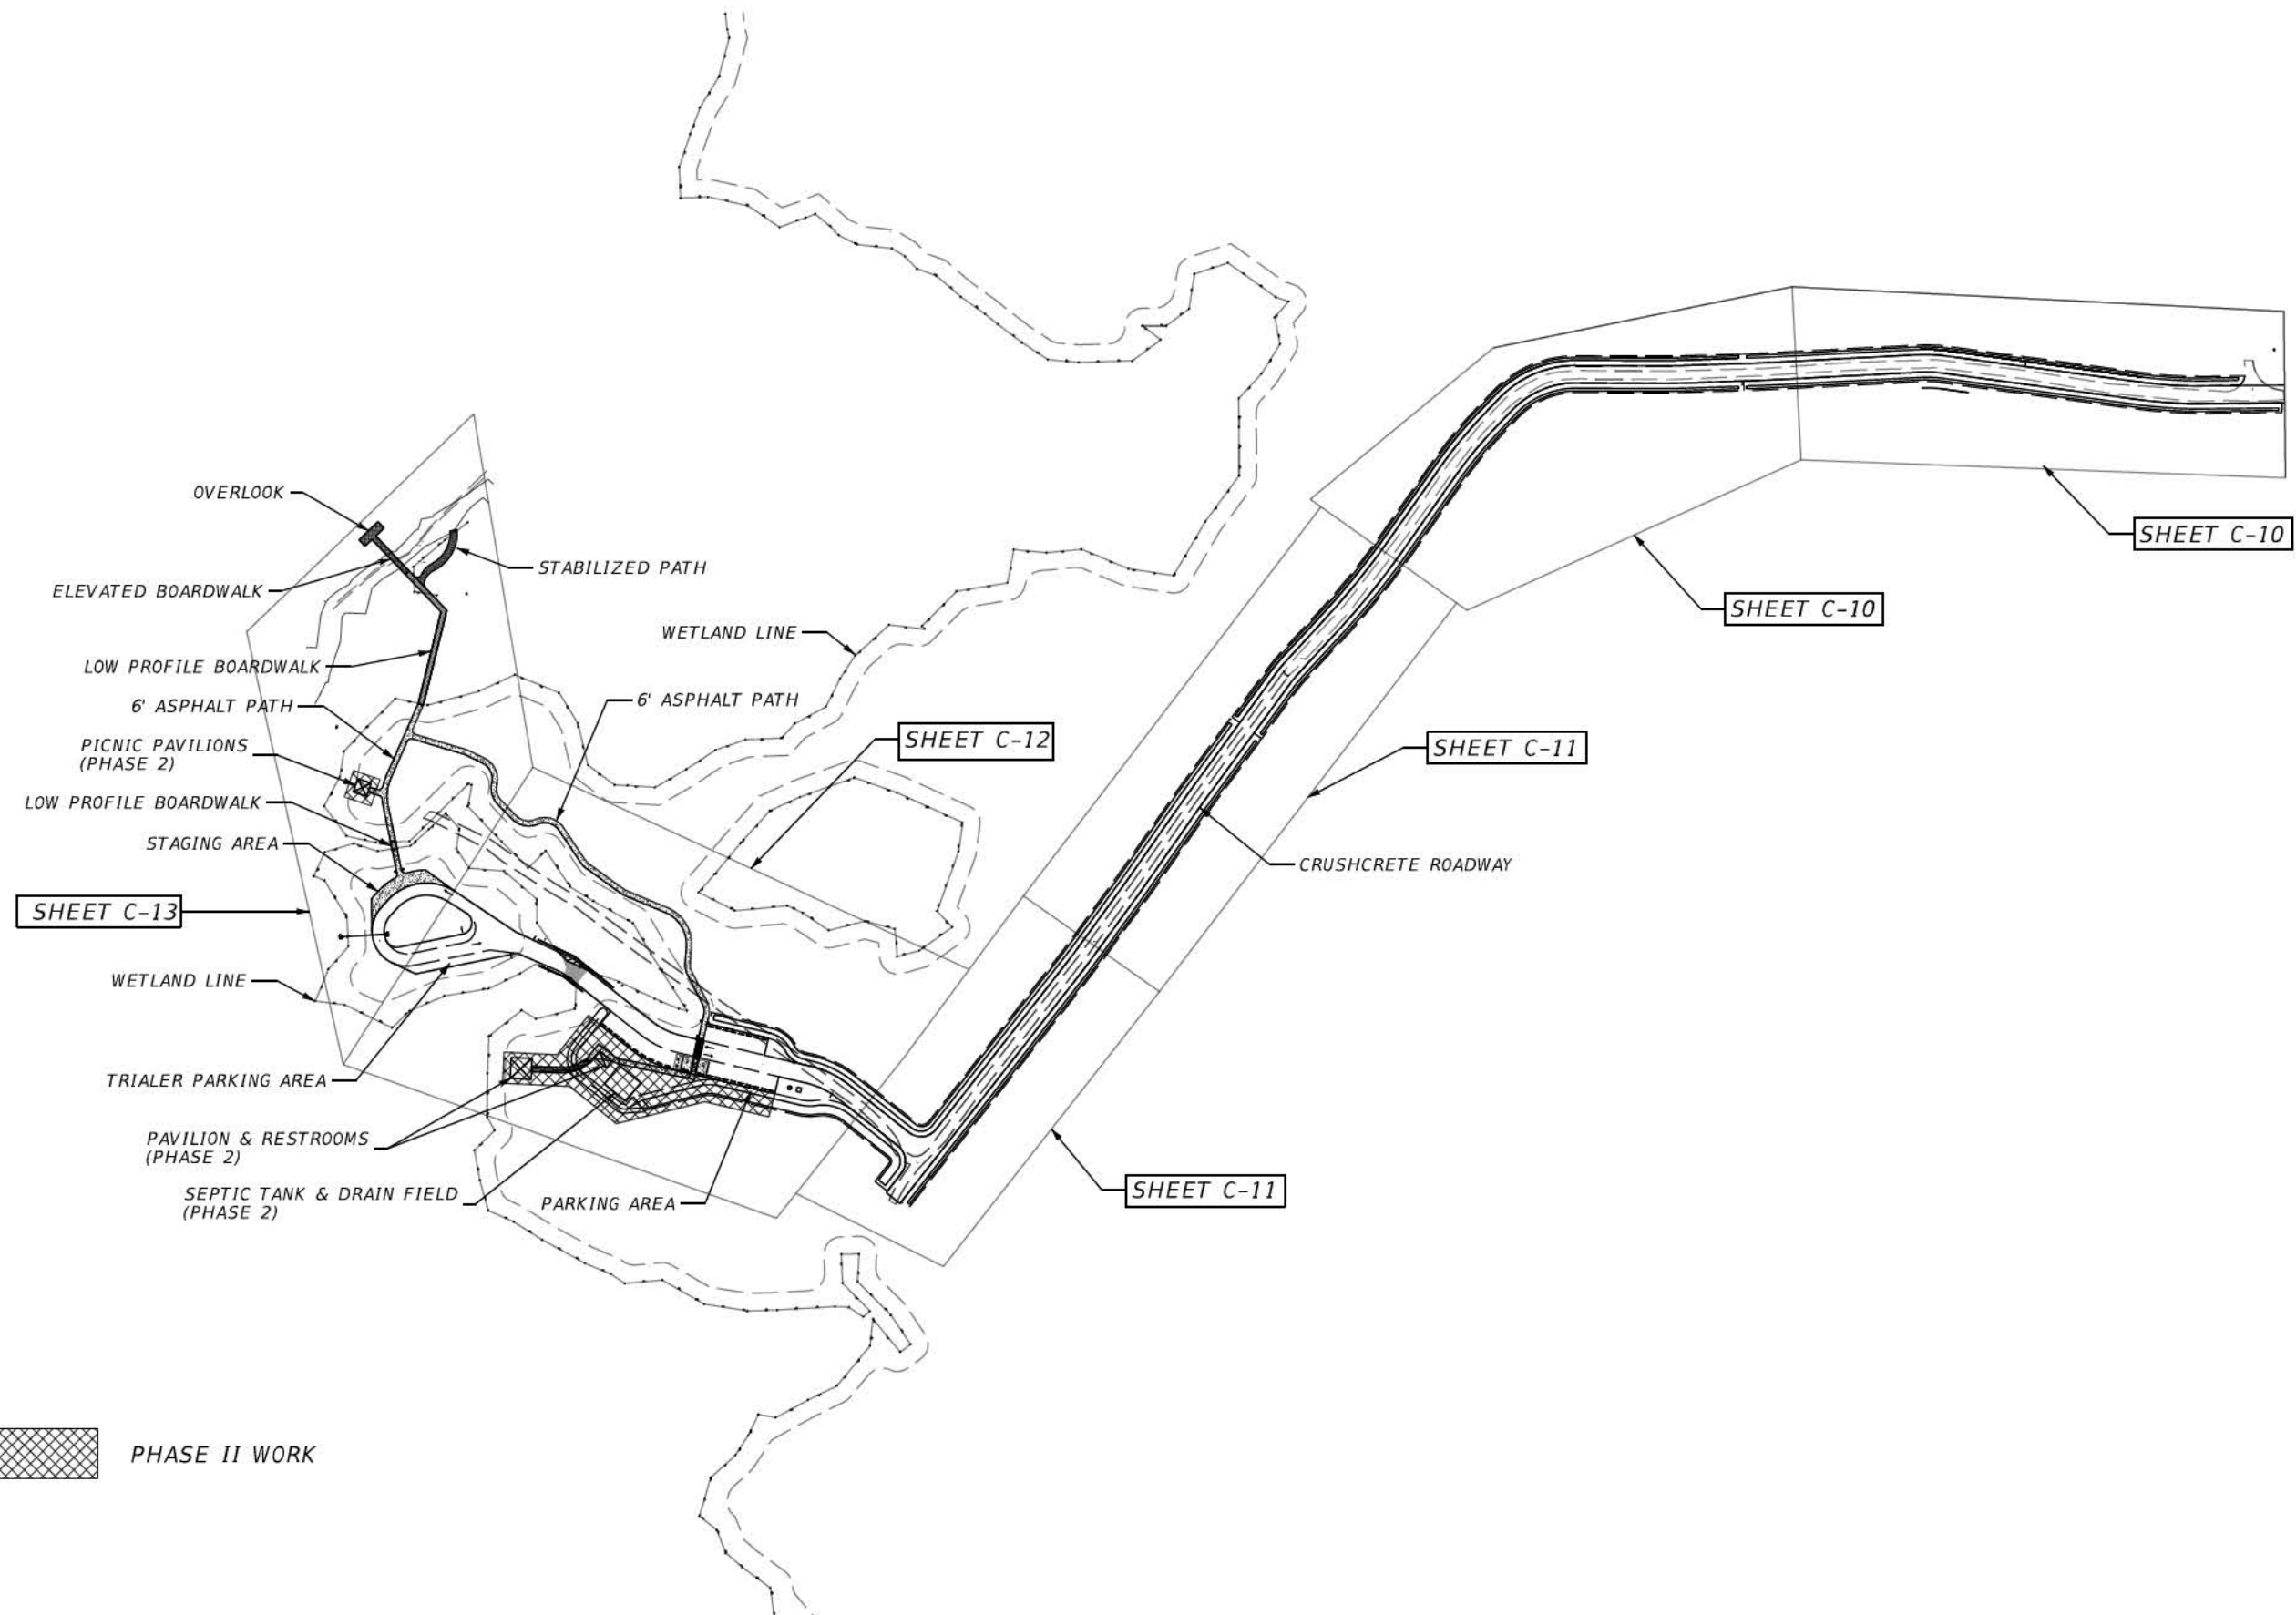 OVERLOOK
STABILIZED PATH
ELEVATED BOARDWALK
WETLAND LINE
LOW PROFILE BOARDWALK
6' ASPHALT PATH
6' ASPHALT PATH
PICNIC PAVILIONS
(PHASE 2)
LOW PROFILE BOARDWALK
STAGING AREA
SHEET C-13
WETLAND LINE
TRIALER PARKING AREA
PAVILION & RESTROOMS
(PHASE 2)
SEPTIC TANK & DRAIN FIELD
(PHASE 2)
PARKING AREA
SHEET C-12
SHEET C-10
SHEET C-10
SHEET C-11
CRUSHCRETE ROADWAY
SHEET C-11
PHASE II WORK